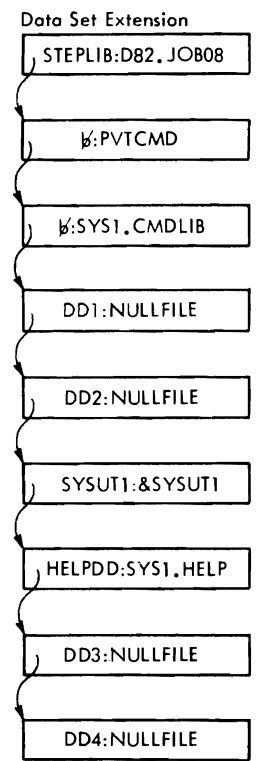 Data Set Extension
STEPLIB:D82.JOB08
b̸:PVTCMD
b̸:SYS1.CMDLIB
DD1:NULLFILE
DD2:NULLFILE
SYSUT1:&SYSUT1
HELPDD:SYS1.HELP
DD3:NULLFILE
DD4:NULLFILE